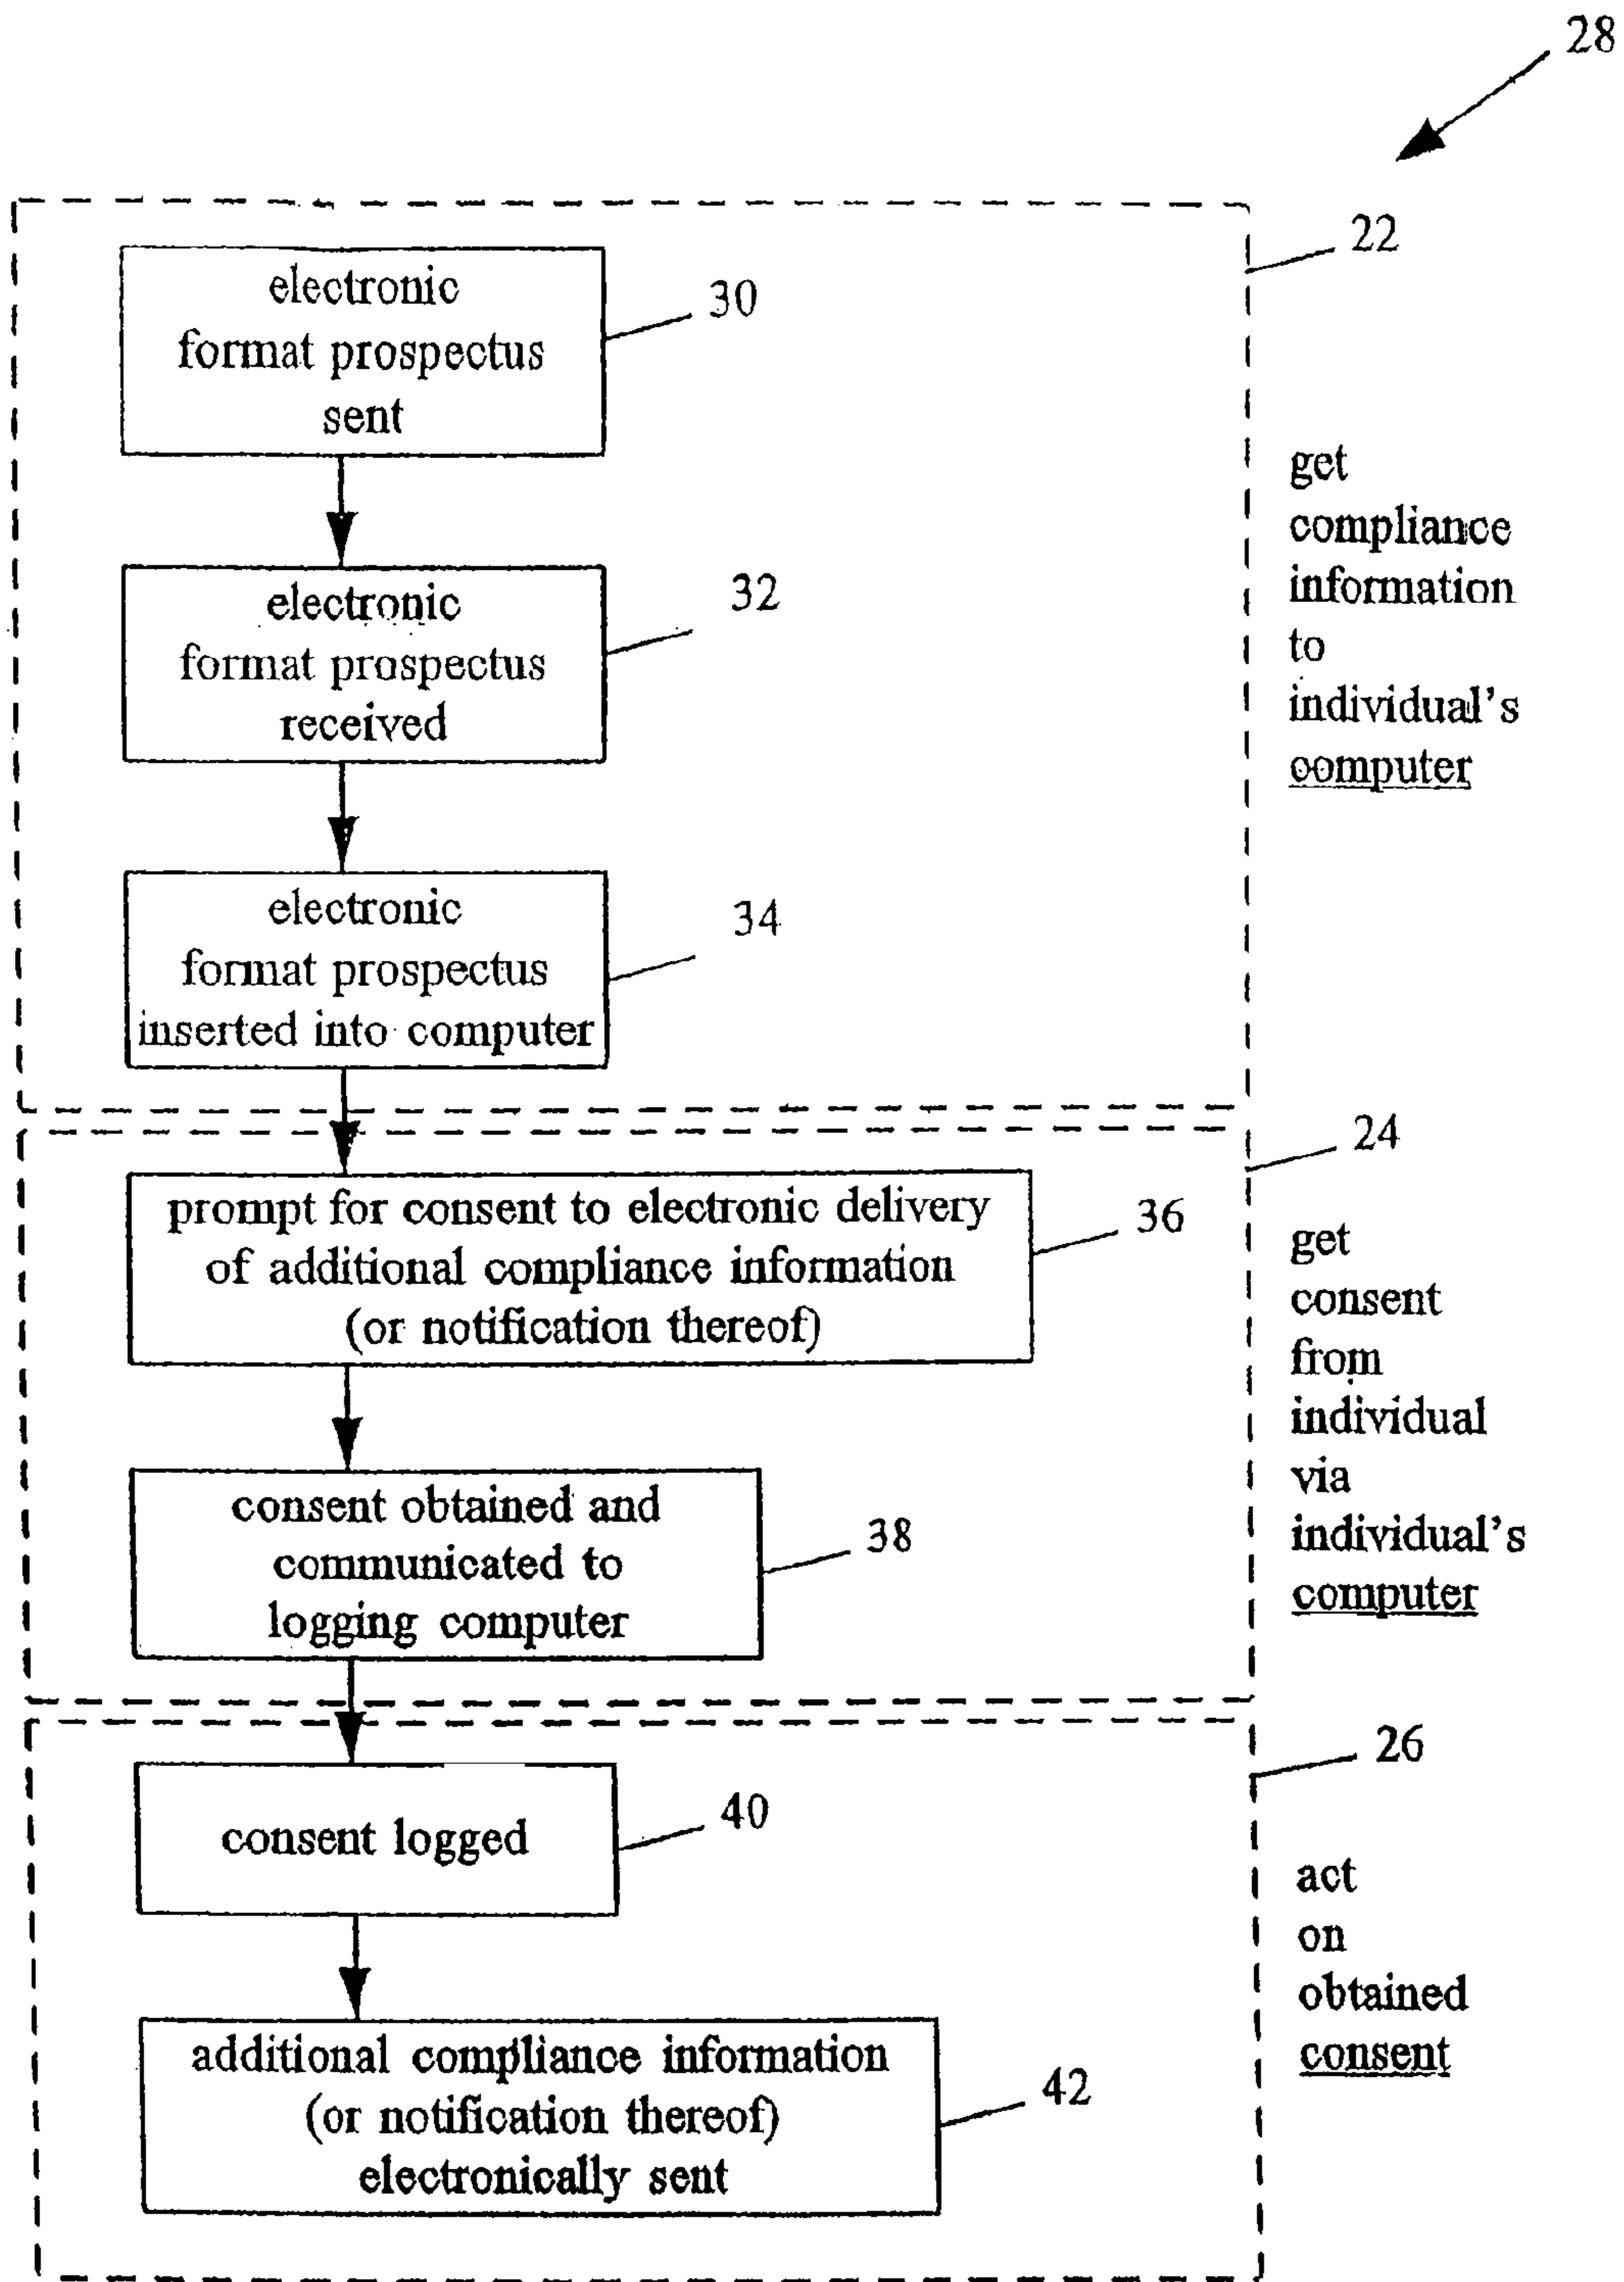 28
22
electronic
format prospectus
sent
30
get
compliance
information
to
individual's
computer
electronic
format prospectus
received
32
electronic
format prospectus
inserted into computer
34
24
prompt for consent to electronic delivery
of additional compliance information
(or notification thereof)
36
get
consent
from
individual
via
individual's
computer
consent obtained and
communicated to
logging computer
38
26
consent logged
40
act
on
obtained
consent
additional compliance information
(or notification thereof)
electronically sent
42